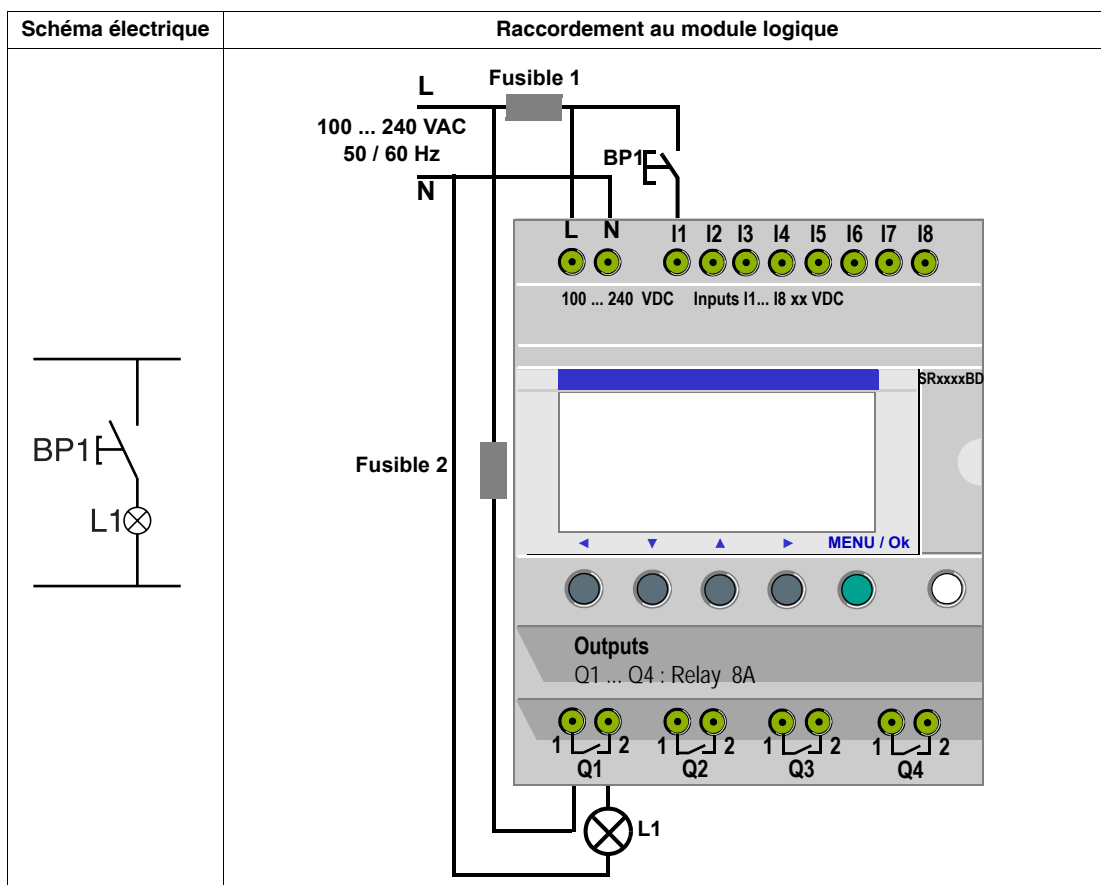 Schéma électrique
Raccordement au module logique
L
Fusible 1
100 ... 240 VAC
50 / 60 Hz
BP1
N
L N I1 I2 I3 I4 I5 I6 I7 I8
100 ... 240 VDC Inputs I1... I8 xx VDC
SRxxxxBD
BP1
L1
Fusible 2
MENU / Ok
Outputs
Q1 ... Q4 : Relay 8A
1 2 1 2 1 2 1 2
Q1 Q2 Q3 Q4
L1